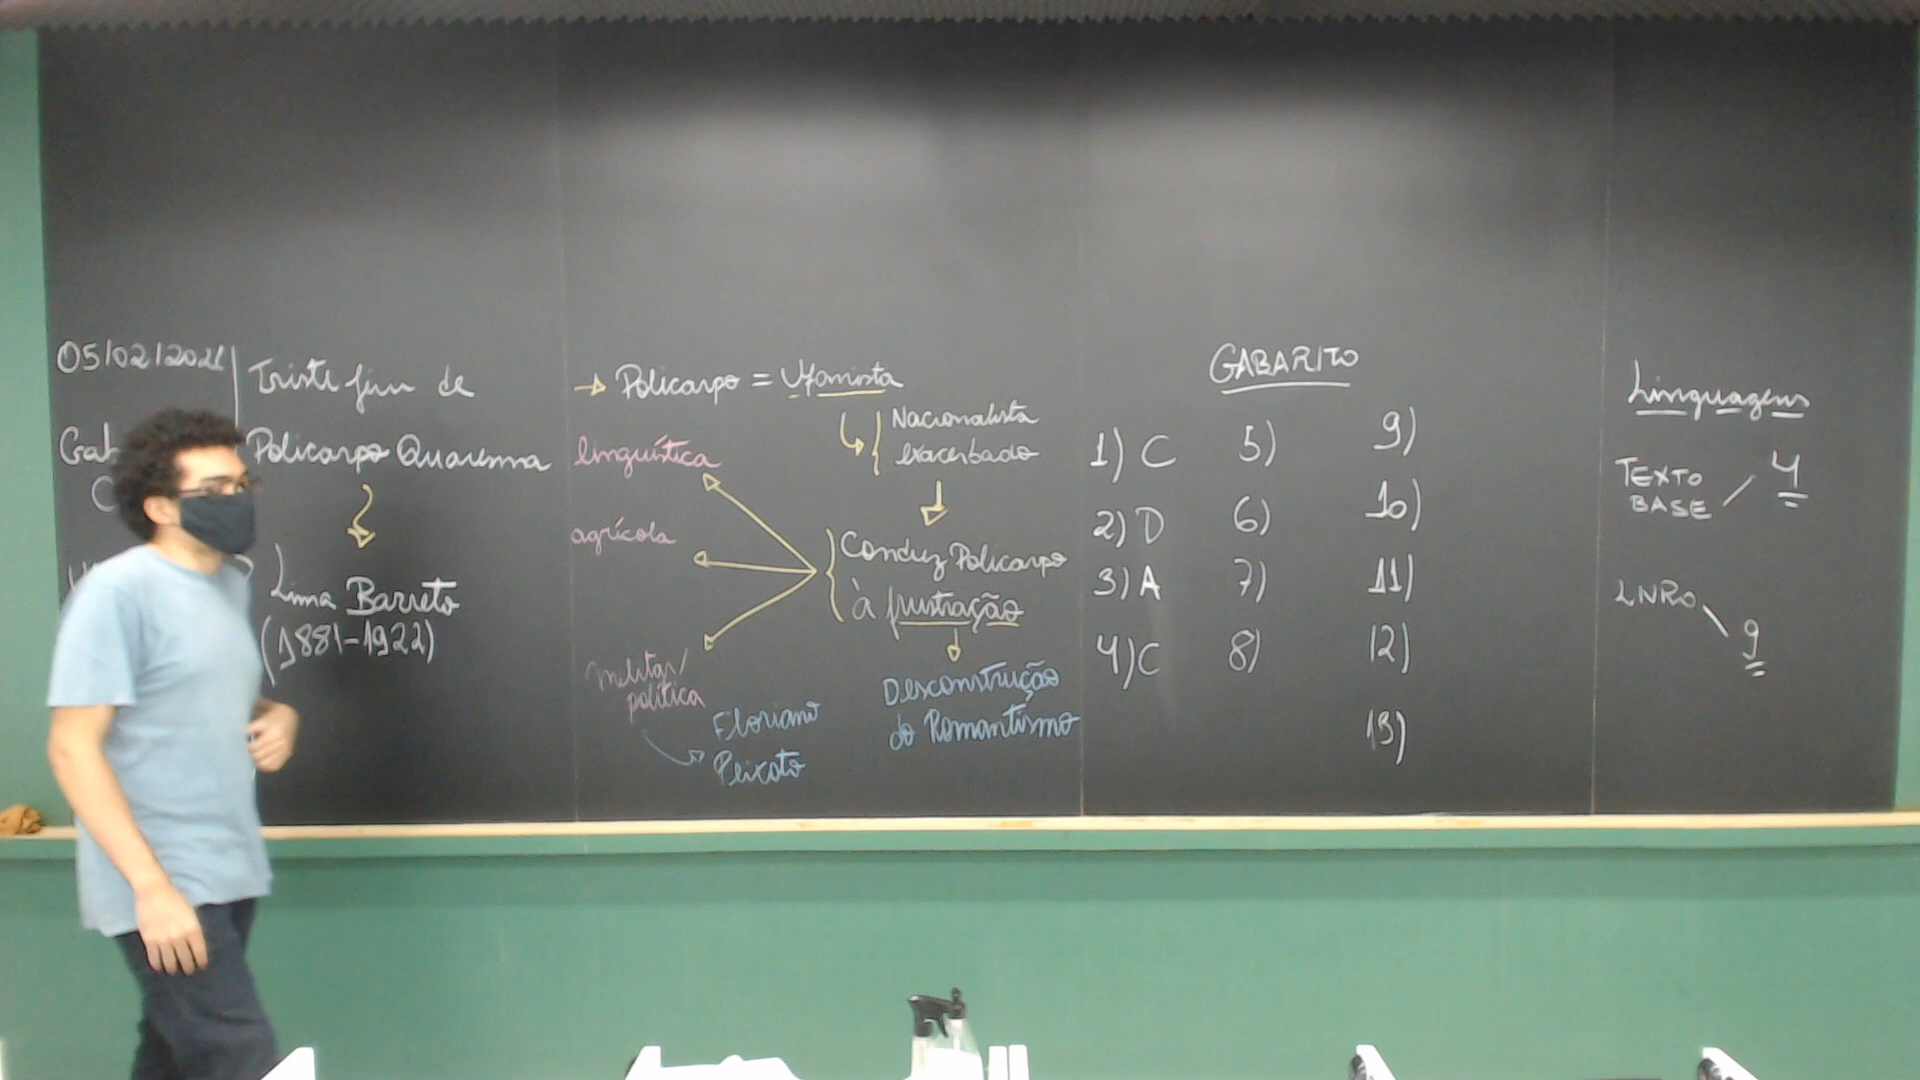 05/02/2021
Gab
Triste fim de
Policarpo Quaresma
Lima Barreto
(1881-1922)
→ Policarpo = Ufanista
Nacionalista
exacerbado
Conduz Policarpo
à frustração
linguística
agrícola
militar/
política
Floriano
Peixoto
Desconstrução
do Romantismo
GABARITO
1) C
2) D
3) A
4) C
5)
6)
7)
8)
9)
10)
11)
12)
13)
Linguagens
TEXTO
BASE
4
LIVRO
9